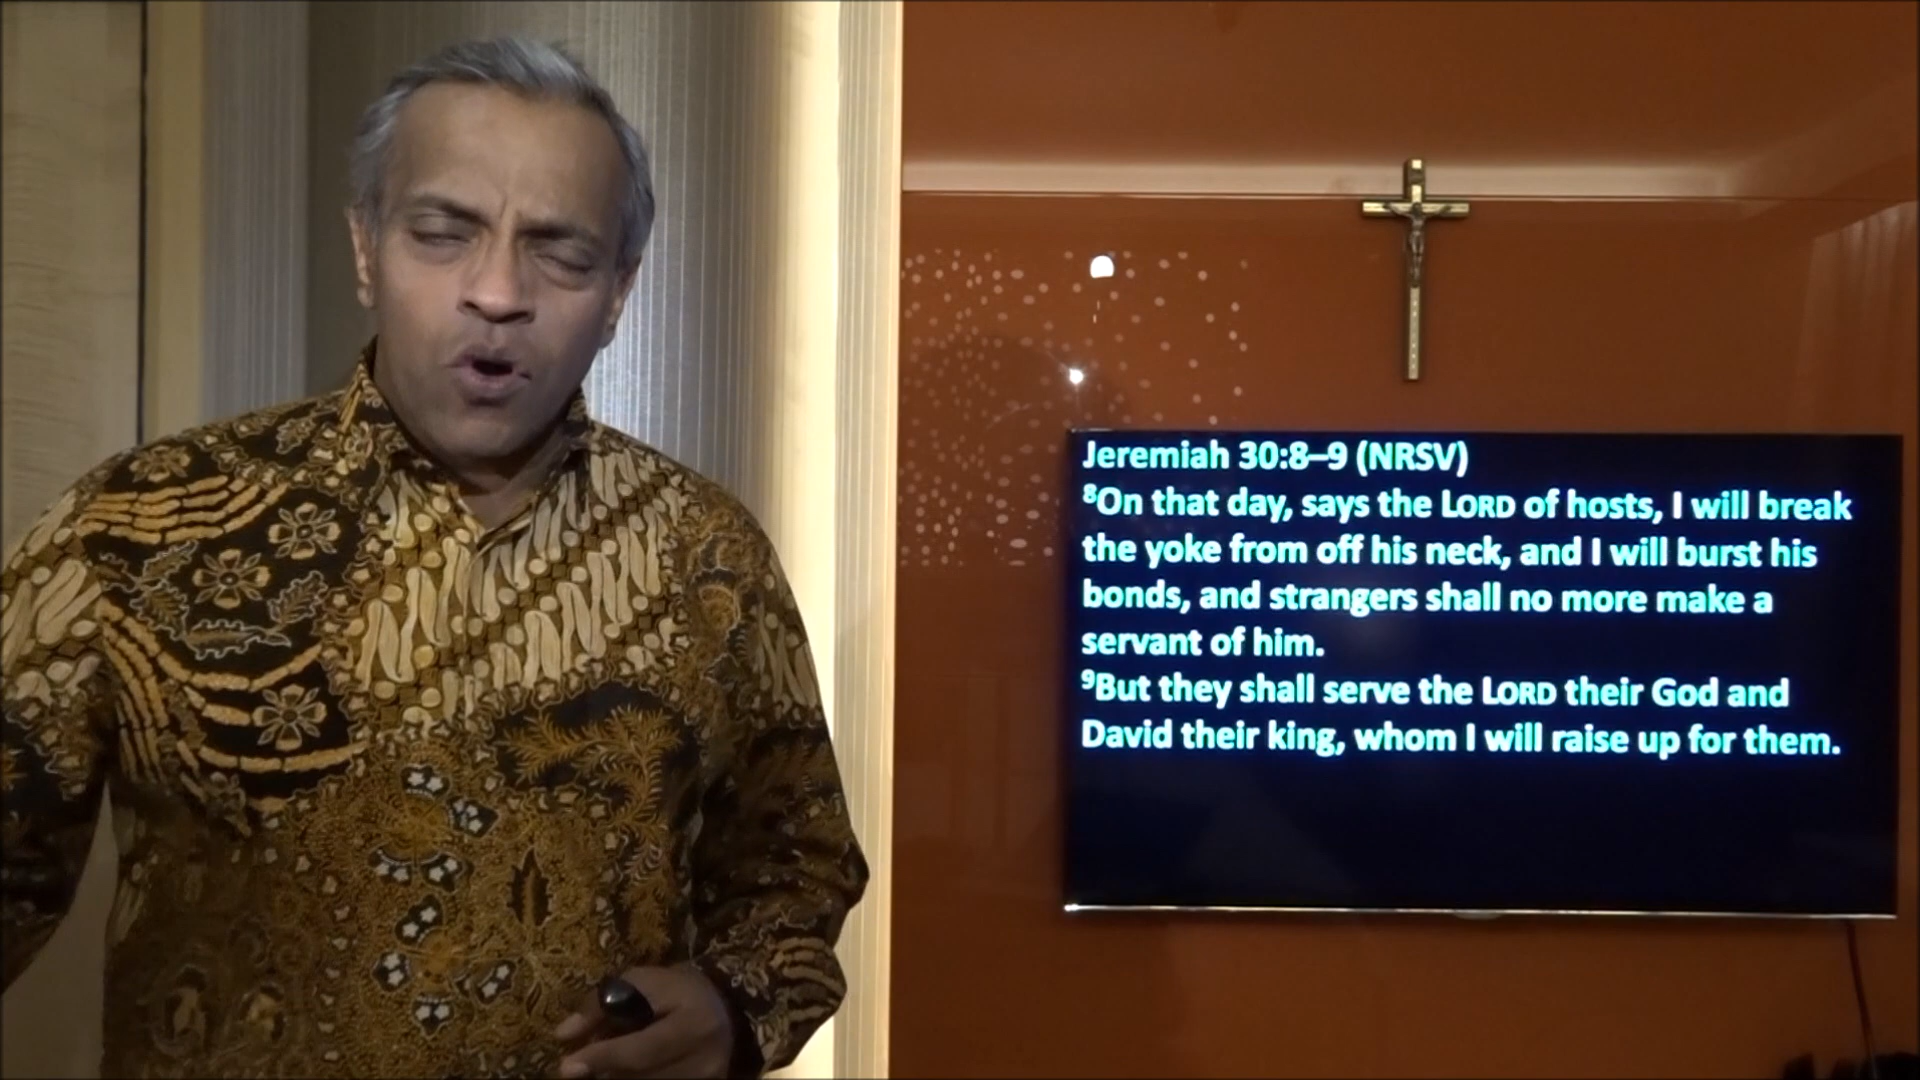 Jeremiah 30:8–9 (NRSV)
⁸On that day, says the LORD of hosts, I will break
the yoke from off his neck, and I will burst his
bonds, and strangers shall no more make a
servant of him.
⁹But they shall serve the LORD their God and
David their king, whom I will raise up for them.